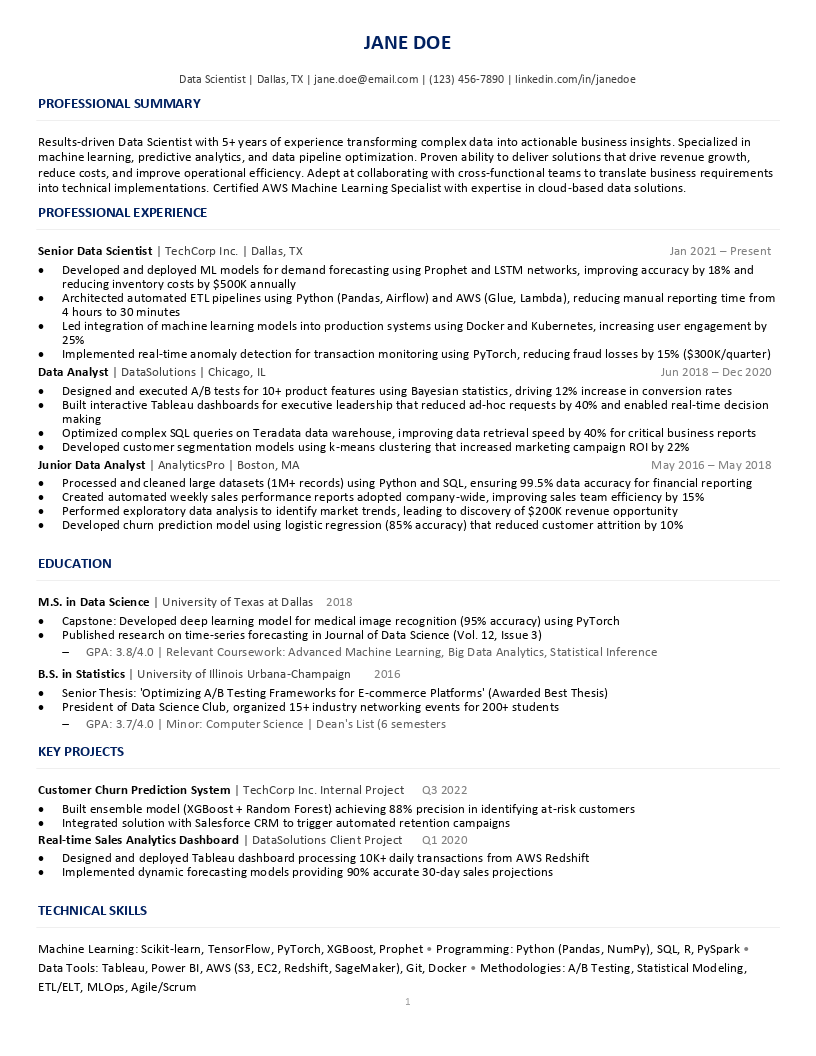 JANE DOE
Data Scientist | Dallas, TX | jane.doe@email.com | (123) 456-7890 | linkedin.com/in/janedoe
PROFESSIONAL SUMMARY
Results-driven Data Scientist with 5+ years of experience transforming complex data into actionable business insights. Specialized in
machine learning, predictive analytics, and data pipeline optimization. Proven ability to deliver solutions that drive revenue growth,
reduce costs, and improve operational efficiency. Adept at collaborating with cross-functional teams to translate business requirements
into technical implementations. Certified AWS Machine Learning Specialist with expertise in cloud-based data solutions.
PROFESSIONAL EXPERIENCE
Senior Data Scientist | TechCorp Inc. | Dallas, TX Jan 2021 – Present
• Developed and deployed ML models for demand forecasting using Prophet and LSTM networks, improving accuracy by 18% and
reducing inventory costs by $500K annually
• Architected automated ETL pipelines using Python (Pandas, Airflow) and AWS (Glue, Lambda), reducing manual reporting time from
4 hours to 30 minutes
• Led integration of machine learning models into production systems using Docker and Kubernetes, increasing user engagement by
25%
• Implemented real-time anomaly detection for transaction monitoring using PyTorch, reducing fraud losses by 15% ($300K/quarter)
Data Analyst | DataSolutions | Chicago, IL Jun 2018 – Dec 2020
• Designed and executed A/B tests for 10+ product features using Bayesian statistics, driving 12% increase in conversion rates
• Built interactive Tableau dashboards for executive leadership that reduced ad-hoc requests by 40% and enabled real-time decision
making
• Optimized complex SQL queries on Teradata data warehouse, improving data retrieval speed by 40% for critical business reports
• Developed customer segmentation models using k-means clustering that increased marketing campaign ROI by 22%
Junior Data Analyst | AnalyticsPro | Boston, MA May 2016 – May 2018
• Processed and cleaned large datasets (1M+ records) using Python and SQL, ensuring 99.5% data accuracy for financial reporting
• Created automated weekly sales performance reports adopted company-wide, improving sales team efficiency by 15%
• Performed exploratory data analysis to identify market trends, leading to discovery of $200K revenue opportunity
• Developed churn prediction model using logistic regression (85% accuracy) that reduced customer attrition by 10%
EDUCATION
M.S. in Data Science | University of Texas at Dallas 2018
• Capstone: Developed deep learning model for medical image recognition (95% accuracy) using PyTorch
• Published research on time-series forecasting in Journal of Data Science (Vol. 12, Issue 3)
– GPA: 3.8/4.0 | Relevant Coursework: Advanced Machine Learning, Big Data Analytics, Statistical Inference
B.S. in Statistics | University of Illinois Urbana-Champaign 2016
• Senior Thesis: 'Optimizing A/B Testing Frameworks for E-commerce Platforms' (Awarded Best Thesis)
• President of Data Science Club, organized 15+ industry networking events for 200+ students
– GPA: 3.7/4.0 | Minor: Computer Science | Dean's List (6 semesters
KEY PROJECTS
Customer Churn Prediction System | TechCorp Inc. Internal Project Q3 2022
• Built ensemble model (XGBoost + Random Forest) achieving 88% precision in identifying at-risk customers
• Integrated solution with Salesforce CRM to trigger automated retention campaigns
Real-time Sales Analytics Dashboard | DataSolutions Client Project Q1 2020
• Designed and deployed Tableau dashboard processing 10K+ daily transactions from AWS Redshift
• Implemented dynamic forecasting models providing 90% accurate 30-day sales projections
TECHNICAL SKILLS
Machine Learning: Scikit-learn, TensorFlow, PyTorch, XGBoost, Prophet • Programming: Python (Pandas, NumPy), SQL, R, PySpark •
Data Tools: Tableau, Power BI, AWS (S3, EC2, Redshift, SageMaker), Git, Docker • Methodologies: A/B Testing, Statistical Modeling,
ETL/ELT, MLOps, Agile/Scrum
1